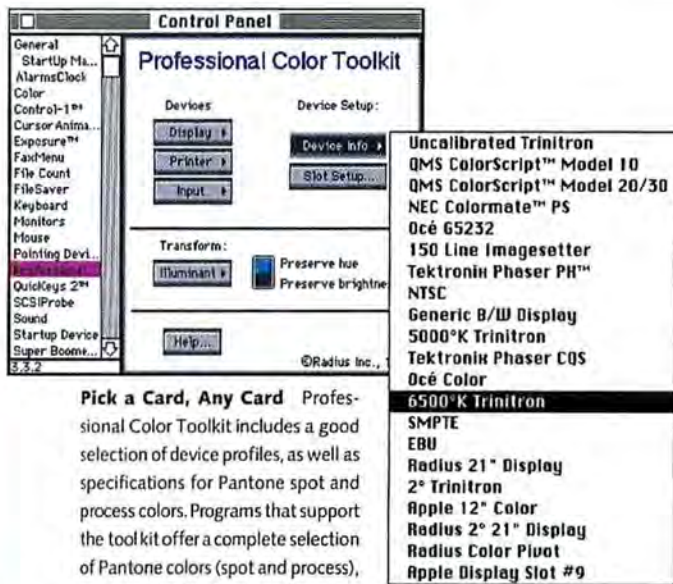 Control Panel
General
StartUp Ma...
AlarmsClock
Color
Control-1™
Cursor Anima...
Exposure™
FaxMenu
File Count
FileSaver
Keyboard
Monitors
Mouse
Pointing Devi...
QuicKeys 2™
SCSIProbe
Sound
Startup Device
Super Boome...
3.3.2
Professional Color Toolkit
Devices
Device Setup:
Display
Printer
Input
Device Info
Slot Setup...
Transform:
Illuminant
Preserve hue
Preserve brightne
Help...
©Radius Inc.,
Uncalibrated Trinitron
QMS ColorScript™ Model 10
QMS ColorScript™ Model 20/30
NEC Colormate™ PS
Océ G5232
150 Line Imagesetter
Tektronix Phaser PX™
NTSC
Generic B/W Display
5000°K Trinitron
Tektronix Phaser CQS
Océ Color
6500°K Trinitron
SMPTE
EBU
Radius 21" Display
2° Trinitron
Apple 12" Color
Radius 2° 21" Display
Radius Color Pivot
Apple Display Slot #9
Pick a Card, Any Card Profes-
sional Color Toolkit includes a good
selection of device profiles, as well as
specifications for Pantone spot and
process colors. Programs that support
the toolkit offer a complete selection
of Pantone colors (spot and process),